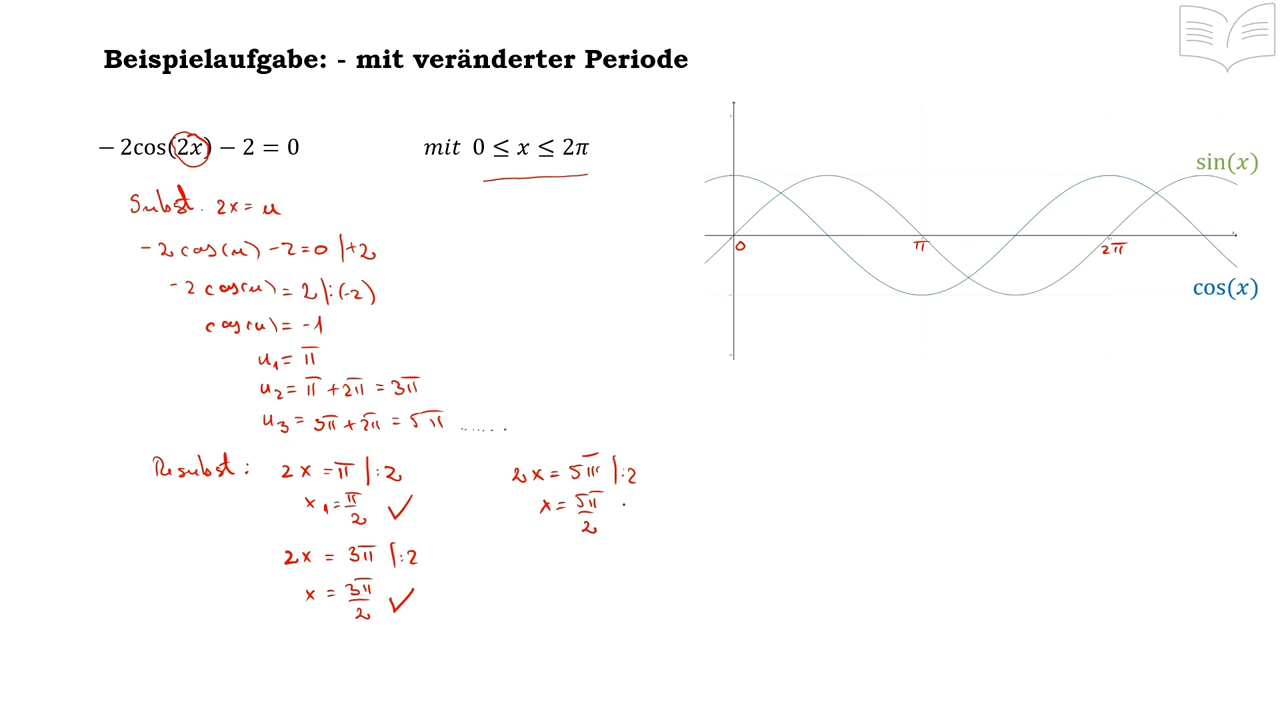 Beispielaufgabe: - mit veränderter Periode
− 2cos(2x) − 2 = 0
mit 0 ≤ x ≤ 2π
Subst. 2x = u
-2 cos(u) - 2 = 0 |+2
-2 cos(u) = 2 |:(-2)
cos(u) = -1
u₁ = π
u₂ = π + 2π = 3π
u₃ = 3π + 2π = 5π ......
Resubst: 2x = π |:2
x₁ = π/2 ✓
2x = 3π |:2
x = 3π/2 ✓
2x = 5π |:2
x = 5π/2
sin(x)
0 π 2π
cos(x)